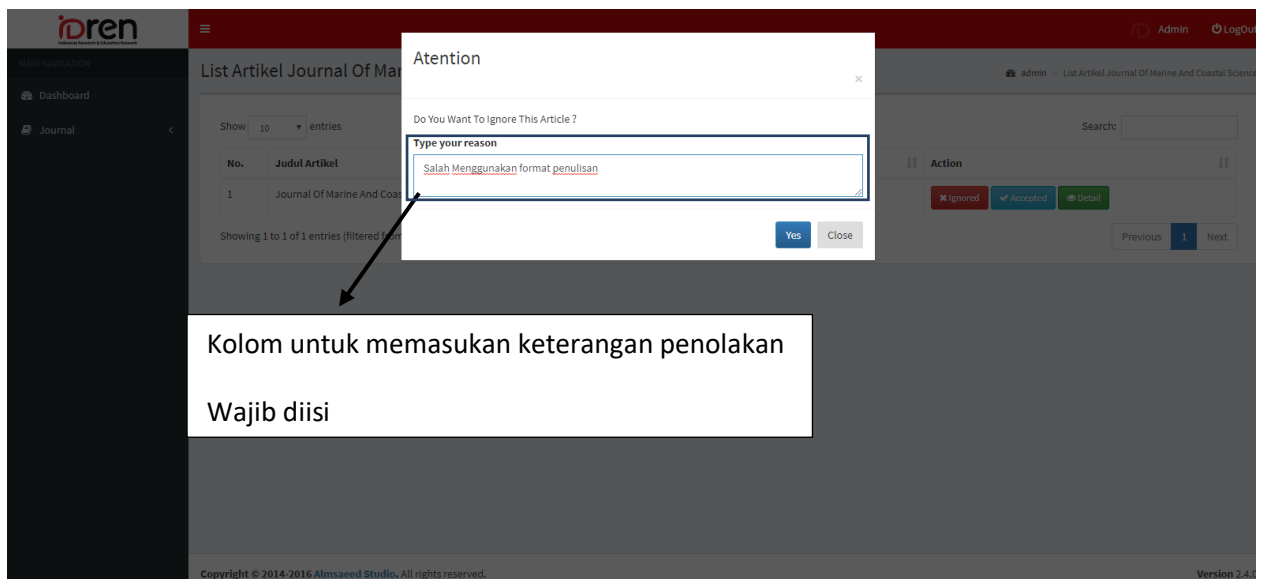 idren
Indonesia Research & Education Network
Admin
LogOut
MAIN NAVIGATION
Dashboard
Journal
List Artikel Journal Of Mar
admin > List Artikel Journal Of Marine And Coastal Science
Atention
×
Do You Want To Ignore This Article ?
Type your reason
Salah Menggunakan format penulisan
Yes
Close
Show 10 entries
Search:
No.
Judul Artikel
Action
1
Journal Of Marine And Coas
Ignored
Accepted
Detail
Showing 1 to 1 of 1 entries (filtered from
Previous
1
Next
Kolom untuk memasukan keterangan penolakan
Wajib diisi
Copyright © 2014-2016 Almsaeed Studio. All rights reserved.
Version 2.4.0